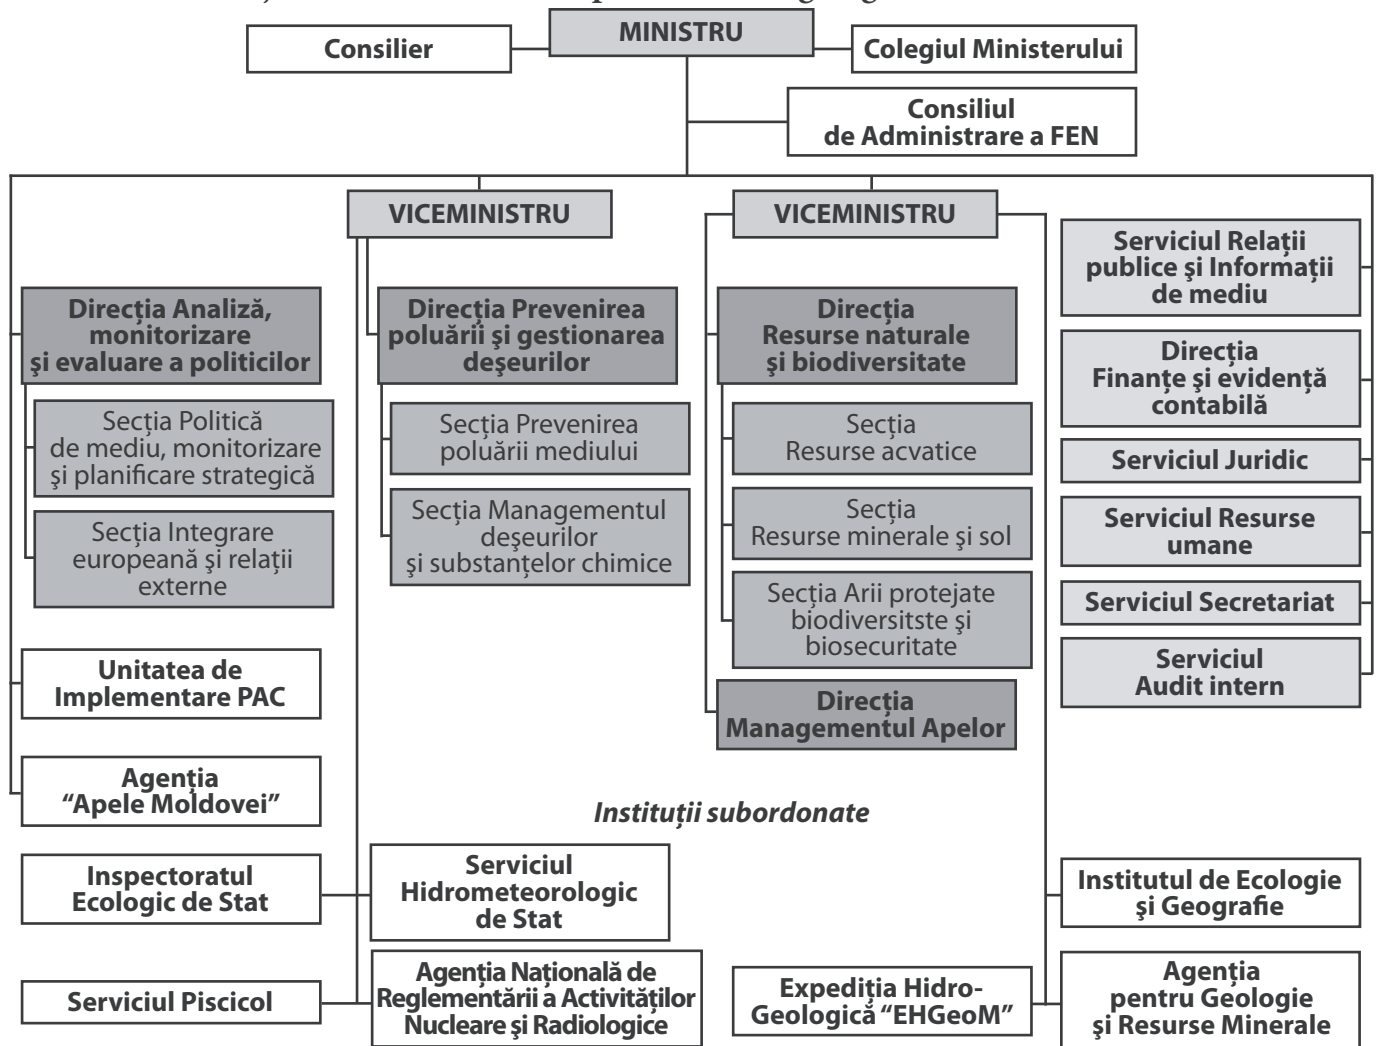 MINISTRU
Consilier
Colegiul Ministerului
Consiliul
de Administrare a FEN
VICEMINISTRU
VICEMINISTRU
Direcția Analiză,
monitorizare
și evaluare a politicilor
Secția Politică
de mediu, monitorizare
și planificare strategică
Secția Integrare
europeană și relații
externe
Unitatea de
Implementare PAC
Agenția
“Apele Moldovei”
Direcția Prevenirea
poluării și gestionarea
deșeurilor
Secția Prevenirea
poluării mediului
Secția Managementul
deșeurilor
și substanțelor chimice
Direcția
Resurse naturale
și biodiversitate
Secția
Resurse acvatice
Secția
Resurse minerale și sol
Secția Arii protejate
biodiversitste și
biosecuritate
Direcția
Managementul Apelor
Serviciul Relații
publice și Informații
de mediu
Direcția
Finanțe și evidență
contabilă
Serviciul Juridic
Serviciul Resurse
umane
Serviciul Secretariat
Serviciul
Audit intern
Instituții subordonate
Inspectoratul
Ecologic de Stat
Serviciul
Hidrometeorologic
de Stat
Serviciul Piscicol
Agenția Națională de
Reglementării a Activităților
Nucleare și Radiologice
Expediția Hidro-
Geologică “EHGeoM”
Institutul de Ecologie
și Geografie
Agenția
pentru Geologie
și Resurse Minerale